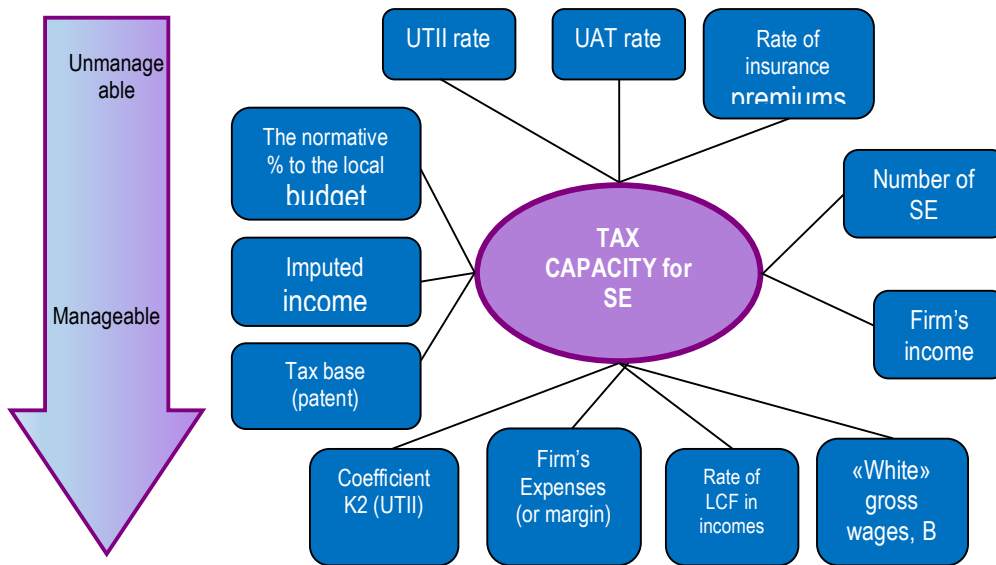 Unmanage
able
Manageable
UTII rate
UAT rate
Rate of
insurance
premiums
The normative
% to the local
budget
Imputed
income
Tax base
(patent)
TAX
CAPACITY for
SE
Number of
SE
Firm's
income
Coefficient
K2 (UTII)
Firm's
Expenses
(or margin)
Rate of
LCF in
incomes
«White»
gross
wages, B